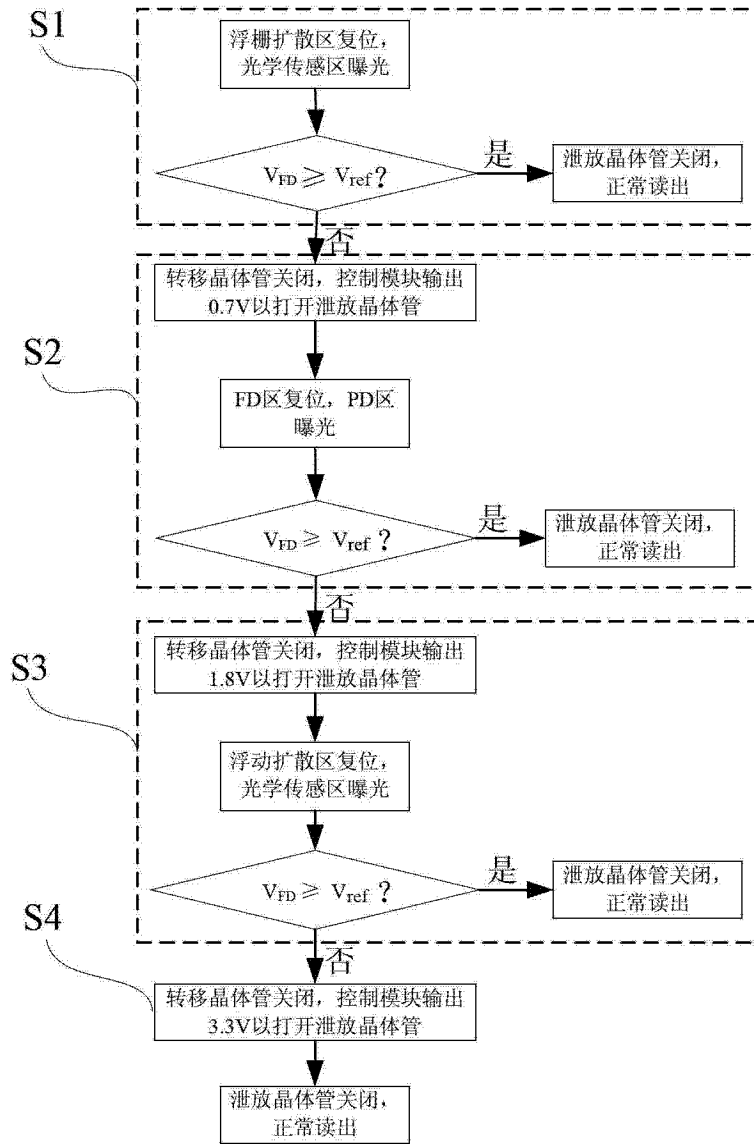 S1
浮栅扩散区复位，
光学传感区曝光
V_FD ≥ V_ref？
是
泄放晶体管关闭，
正常读出
否
S2
转移晶体管关闭，控制模块输出
0.7V以打开泄放晶体管
FD区复位，PD区
曝光
V_FD ≥ V_ref？
是
泄放晶体管关闭，
正常读出
否
S3
转移晶体管关闭，控制模块输出
1.8V以打开泄放晶体管
浮动扩散区复位，
光学传感区曝光
V_FD ≥ V_ref？
是
泄放晶体管关闭，
正常读出
否
S4
转移晶体管关闭，控制模块输出
3.3V以打开泄放晶体管
泄放晶体管关闭，
正常读出